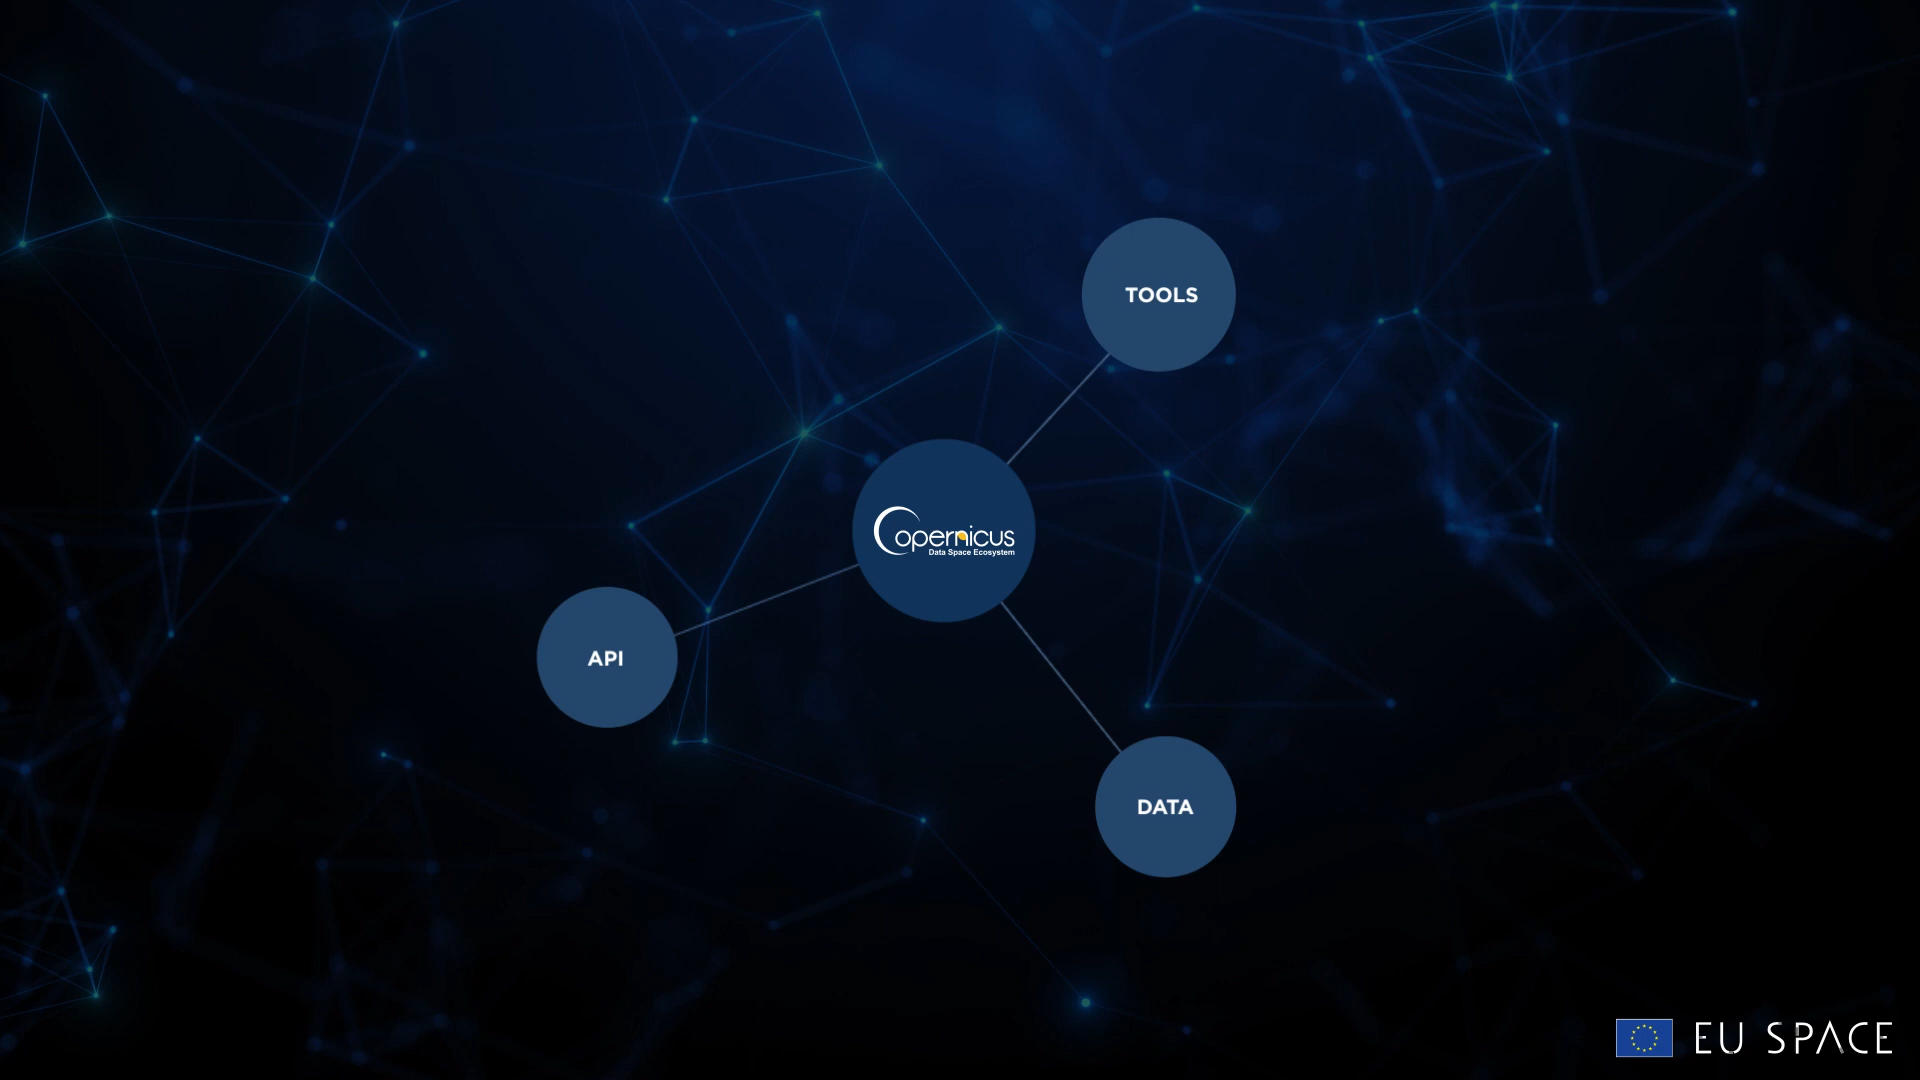 TOOLS
Copernicus
Data Space Ecosystem
API
DATA
EU SPACE